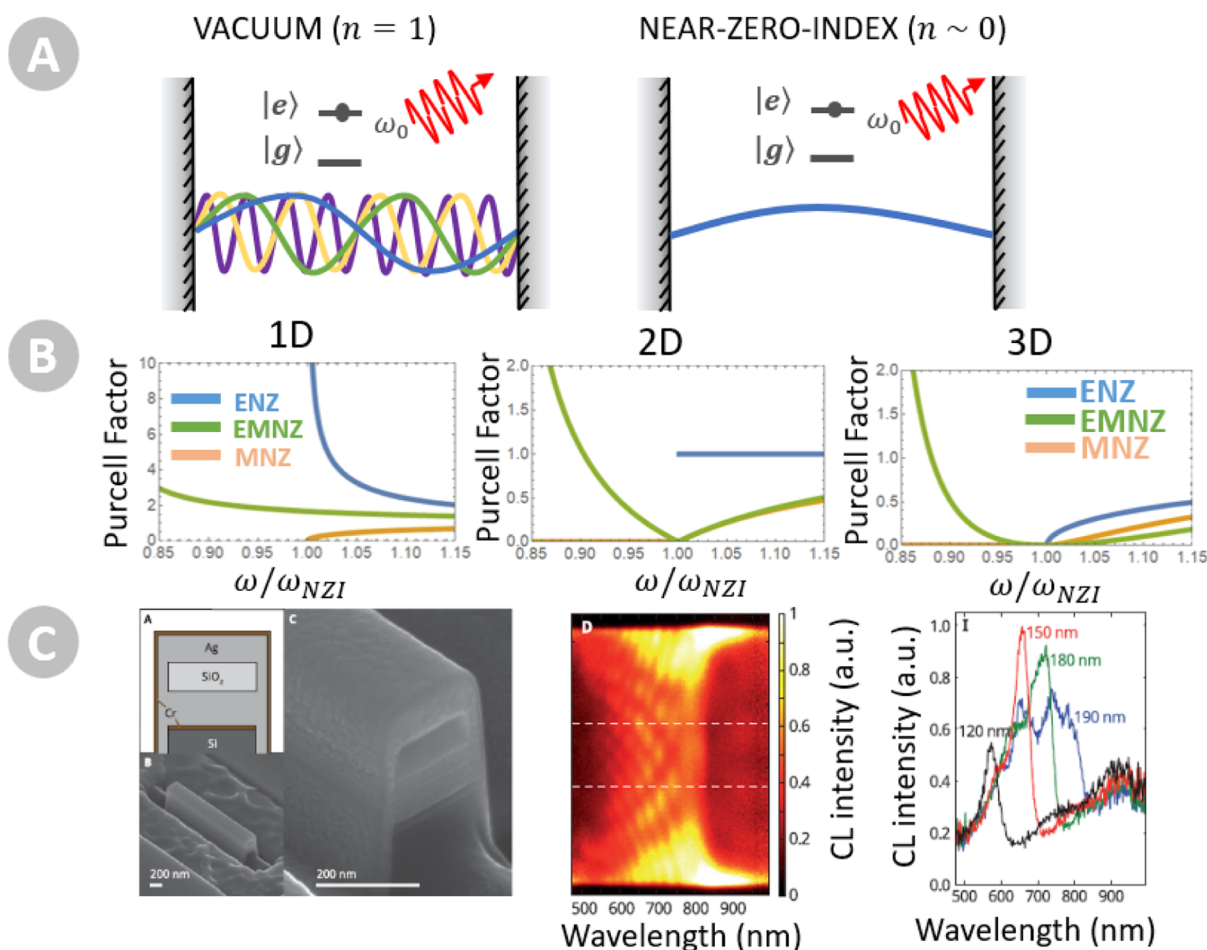 A
VACUUM (n = 1)
NEAR-ZERO-INDEX (n ~ 0)
|e⟩
|g⟩
ω₀
|e⟩
|g⟩
ω₀
B
1D
2D
3D
Purcell Factor
10
8
6
4
2
0
0.85 0.90 0.95 1.00 1.05 1.10 1.15
ENZ
EMNZ
MNZ
ω/ω_NZI
Purcell Factor
2.0
1.5
1.0
0.5
0.0
0.85 0.90 0.95 1.00 1.05 1.10 1.15
ω/ω_NZI
Purcell Factor
2.0
1.5
1.0
0.5
0.0
0.85 0.90 0.95 1.00 1.05 1.10 1.15
ENZ
EMNZ
MNZ
ω/ω_NZI
C
A
Ag
SiOₓ
Cr
Si
B
200 nm
C
200 nm
D
1
0.8
0.6
0.4
0.2
0
CL intensity (a.u.)
500 600 700 800 900
Wavelength (nm)
I
CL intensity (a.u.)
1.0
0.8
0.6
0.4
0.2
0.0
150 nm
180 nm
190 nm
120 nm
500 600 700 800 900
Wavelength (nm)